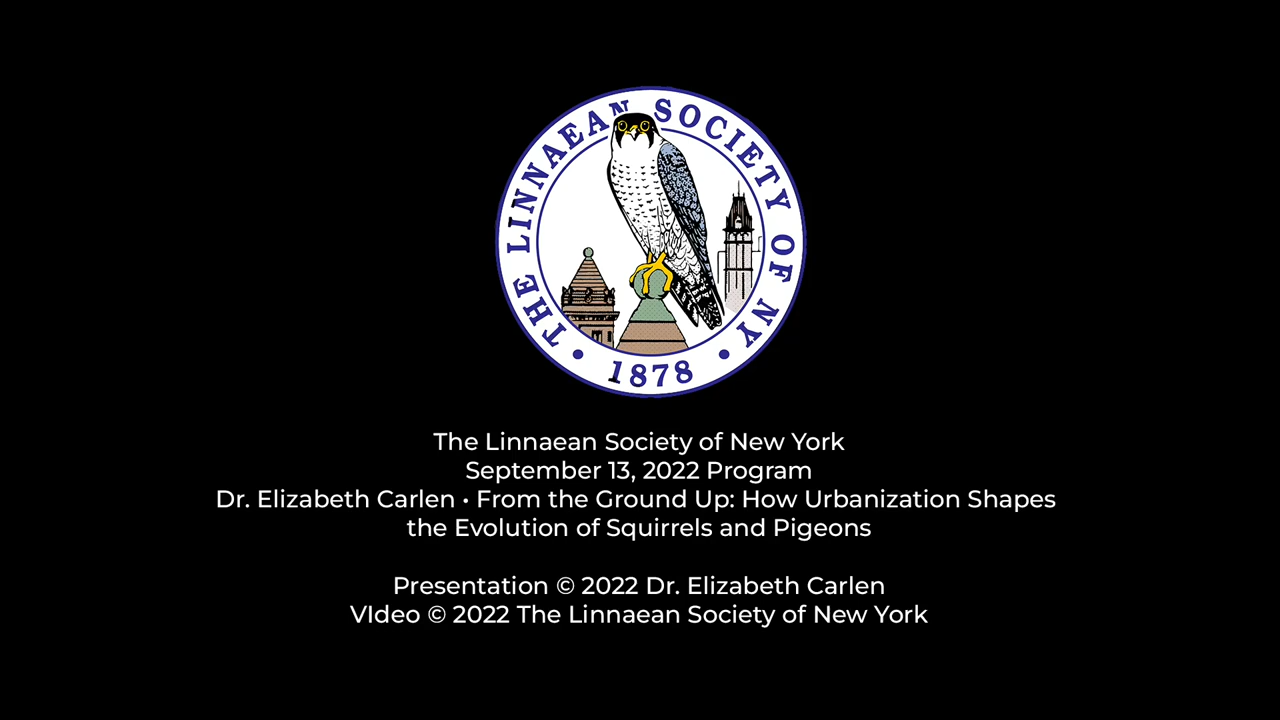 THE LINNAEAN SOCIETY OF NY
• 1878 •
The Linnaean Society of New York
September 13, 2022 Program
Dr. Elizabeth Carlen • From the Ground Up: How Urbanization Shapes
the Evolution of Squirrels and Pigeons
Presentation © 2022 Dr. Elizabeth Carlen
VIdeo © 2022 The Linnaean Society of New York